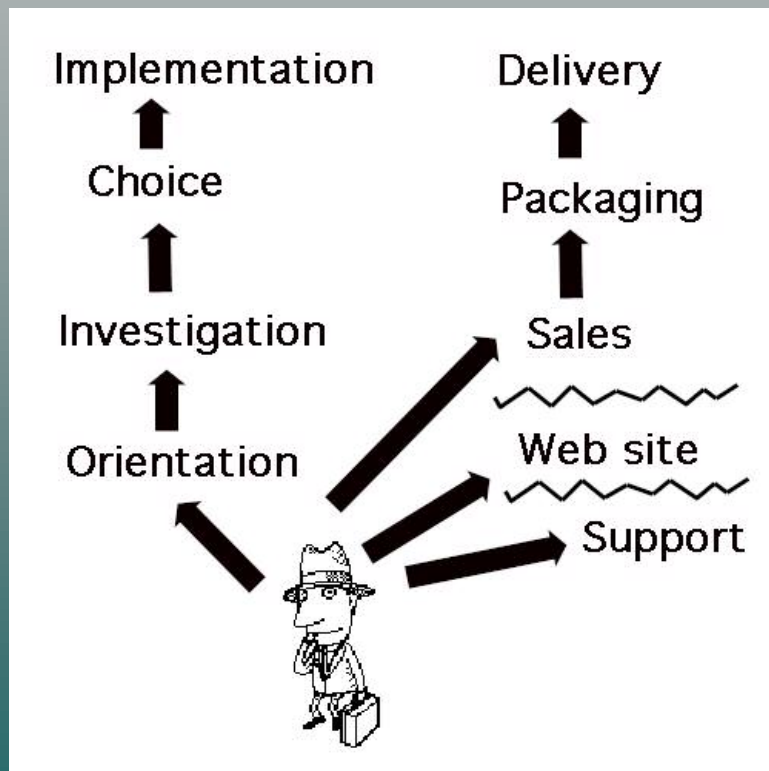 Implementation
Choice
Investigation
Orientation
Delivery
Packaging
Sales
Web site
Support